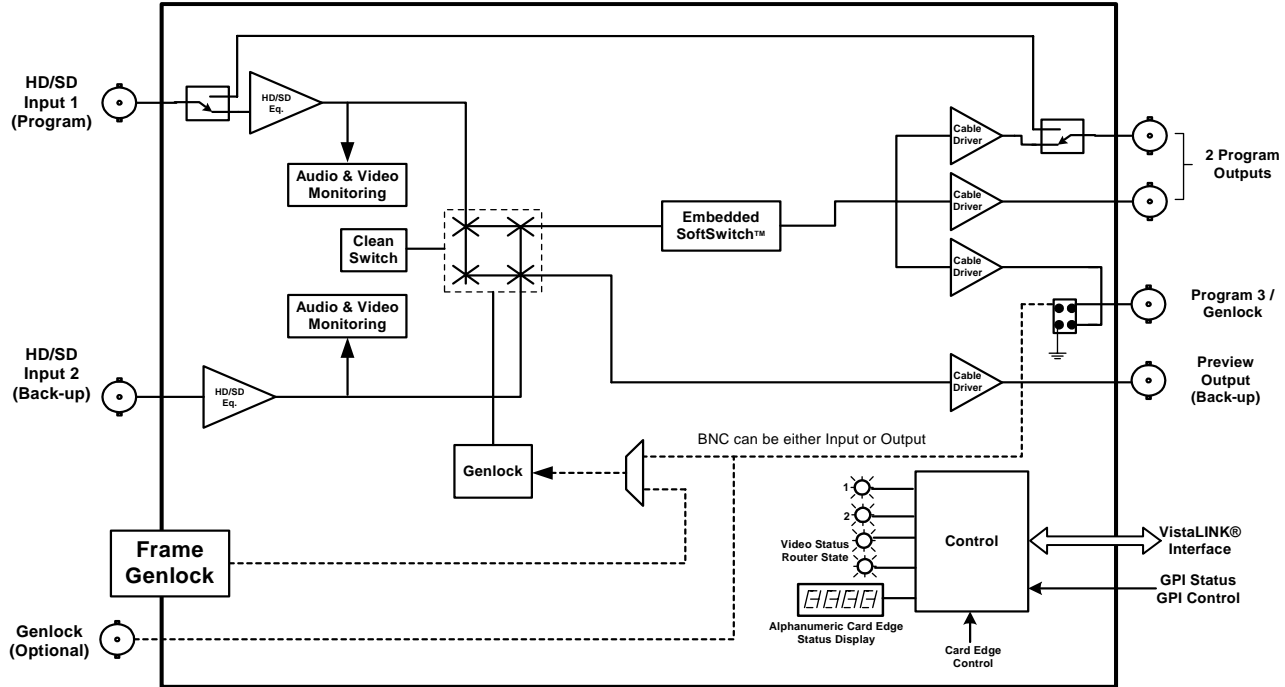 HD/SD
Input 1
(Program)
HD/SD
Eq.
Audio & Video
Monitoring
Clean
Switch
Audio & Video
Monitoring
HD/SD
Input 2
(Back-up)
HD/SD
Eq.
Embedded
SoftSwitch™
Cable
Driver
Cable
Driver
Cable
Driver
Cable
Driver
2 Program
Outputs
Program 3 /
Genlock
Preview
Output
(Back-up)
BNC can be either Input or Output
Genlock
Frame
Genlock
Genlock
(Optional)
1
2
Video Status
Router State
Alphanumeric Card Edge
Status Display
Control
Card Edge
Control
VistaLINK®
Interface
GPI Status
GPI Control